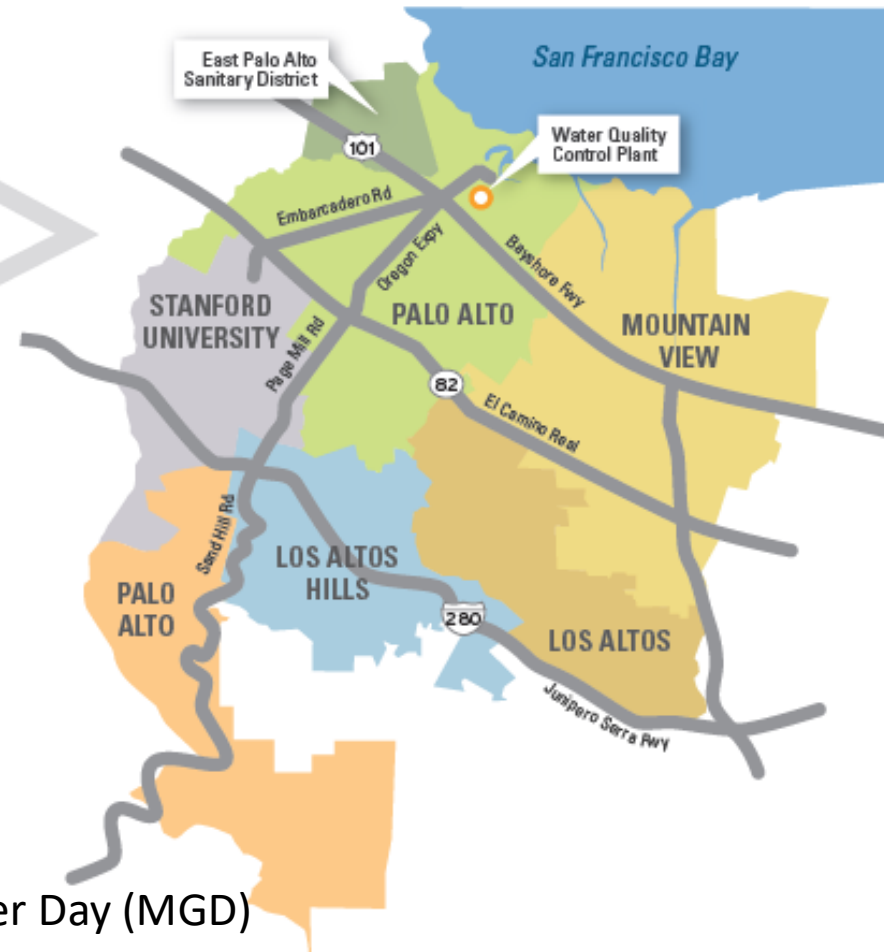 San Francisco Bay
East Palo Alto
Sanitary District
Water Quality
Control Plant
101
Embarcadero Rd
Oregon Expy
Bayshore Fwy
STANFORD
UNIVERSITY
PALO ALTO
MOUNTAIN
VIEW
Page Mill Rd
82
El Camino Real
Sand Hill Rd
LOS ALTOS
HILLS
PALO
ALTO
280
LOS ALTOS
Junipero Serra Fwy
er Day (MGD)